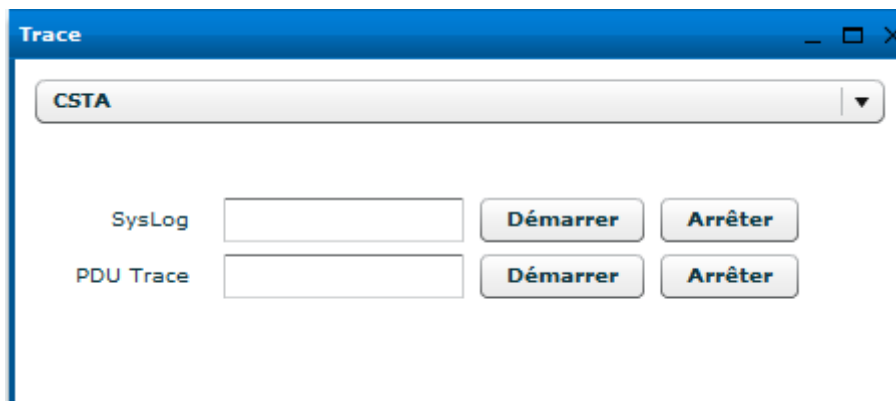 Trace
CSTA
SysLog Démarrer Arrêter
PDU Trace Démarrer Arrêter